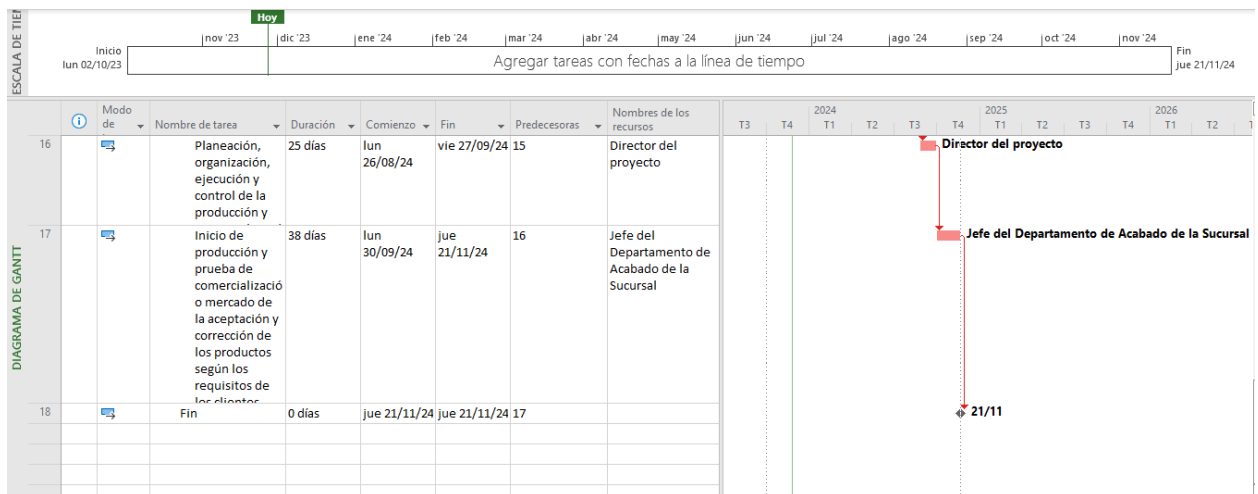 ESCALA DE TIEM
Hoy
nov '23 dic '23 ene '24 feb '24 mar '24 abr '24 may '24 jun '24 jul '24 ago '24 sep '24 oct '24 nov '24
Inicio
lun 02/10/23
Agregar tareas con fechas a la línea de tiempo
Fin
jue 21/11/24
DIAGRAMA DE GANTT
Modo
de
Nombre de tarea
Duración
Comienzo
Fin
Predecesoras
Nombres de los
recursos
2024 2025 2026
T3 T4 T1 T2 T3 T4 T1 T2 T3 T4 T1 T2
16
Planeación,
organización,
ejecución y
control de la
producción y
25 días
lun
26/08/24
vie 27/09/24
15
Director del
proyecto
Director del proyecto
17
Inicio de
producción y
prueba de
comercializació
o mercado de
la aceptación y
corrección de
los productos
según los
requisitos de
los clientes
38 días
lun
30/09/24
jue
21/11/24
16
Jefe del
Departamento de
Acabado de la
Sucursal
Jefe del Departamento de Acabado de la Sucursal
18
Fin
0 días
jue 21/11/24
jue 21/11/24
17
21/11